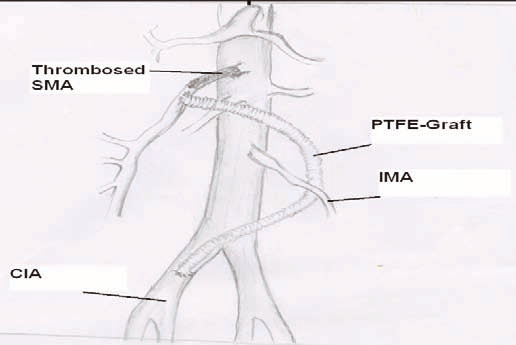 Thrombosed
SMA
PTFE-Graft
IMA
CIA